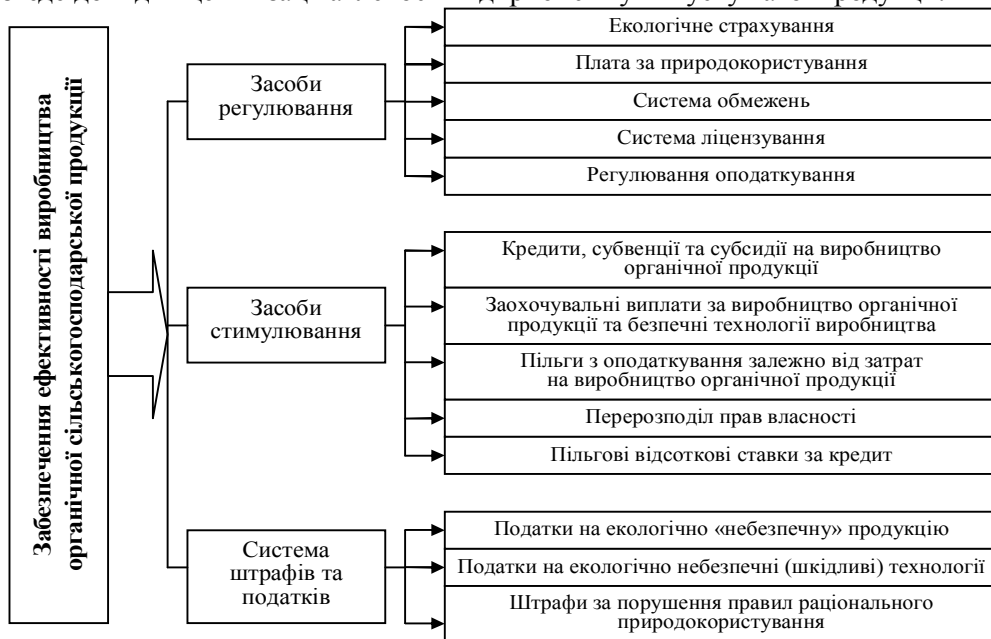 Забезпечення ефективності виробництва
органічної сільськогосподарської продукції
Засоби
регулювання
Екологічне страхування
Плата за природокористування
Система обмежень
Система ліцензування
Регулювання оподаткування
Засоби
стимулювання
Кредити, субвенції та субсидії на виробництво
органічної продукції
Заохочувальні виплати за виробництво органічної
продукції та безпечні технології виробництва
Пільги з оподаткування залежно від затрат
на виробництво органічної продукції
Перерозподіл прав власності
Пільгові відсоткові ставки за кредит
Система
штрафів та
податків
Податки на екологічно «небезпечну» продукцію
Податки на екологічно небезпечні (шкідливі) технології
Штрафи за порушення правил раціонального
природокористування